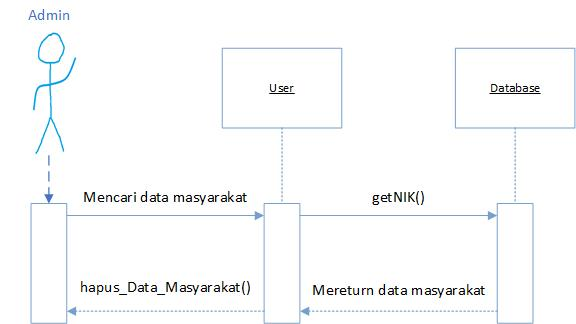 Admin
User
Database
Mencari data masyarakat
getNIK()
hapus_Data_Masyarakat()
Mereturn data masyarakat